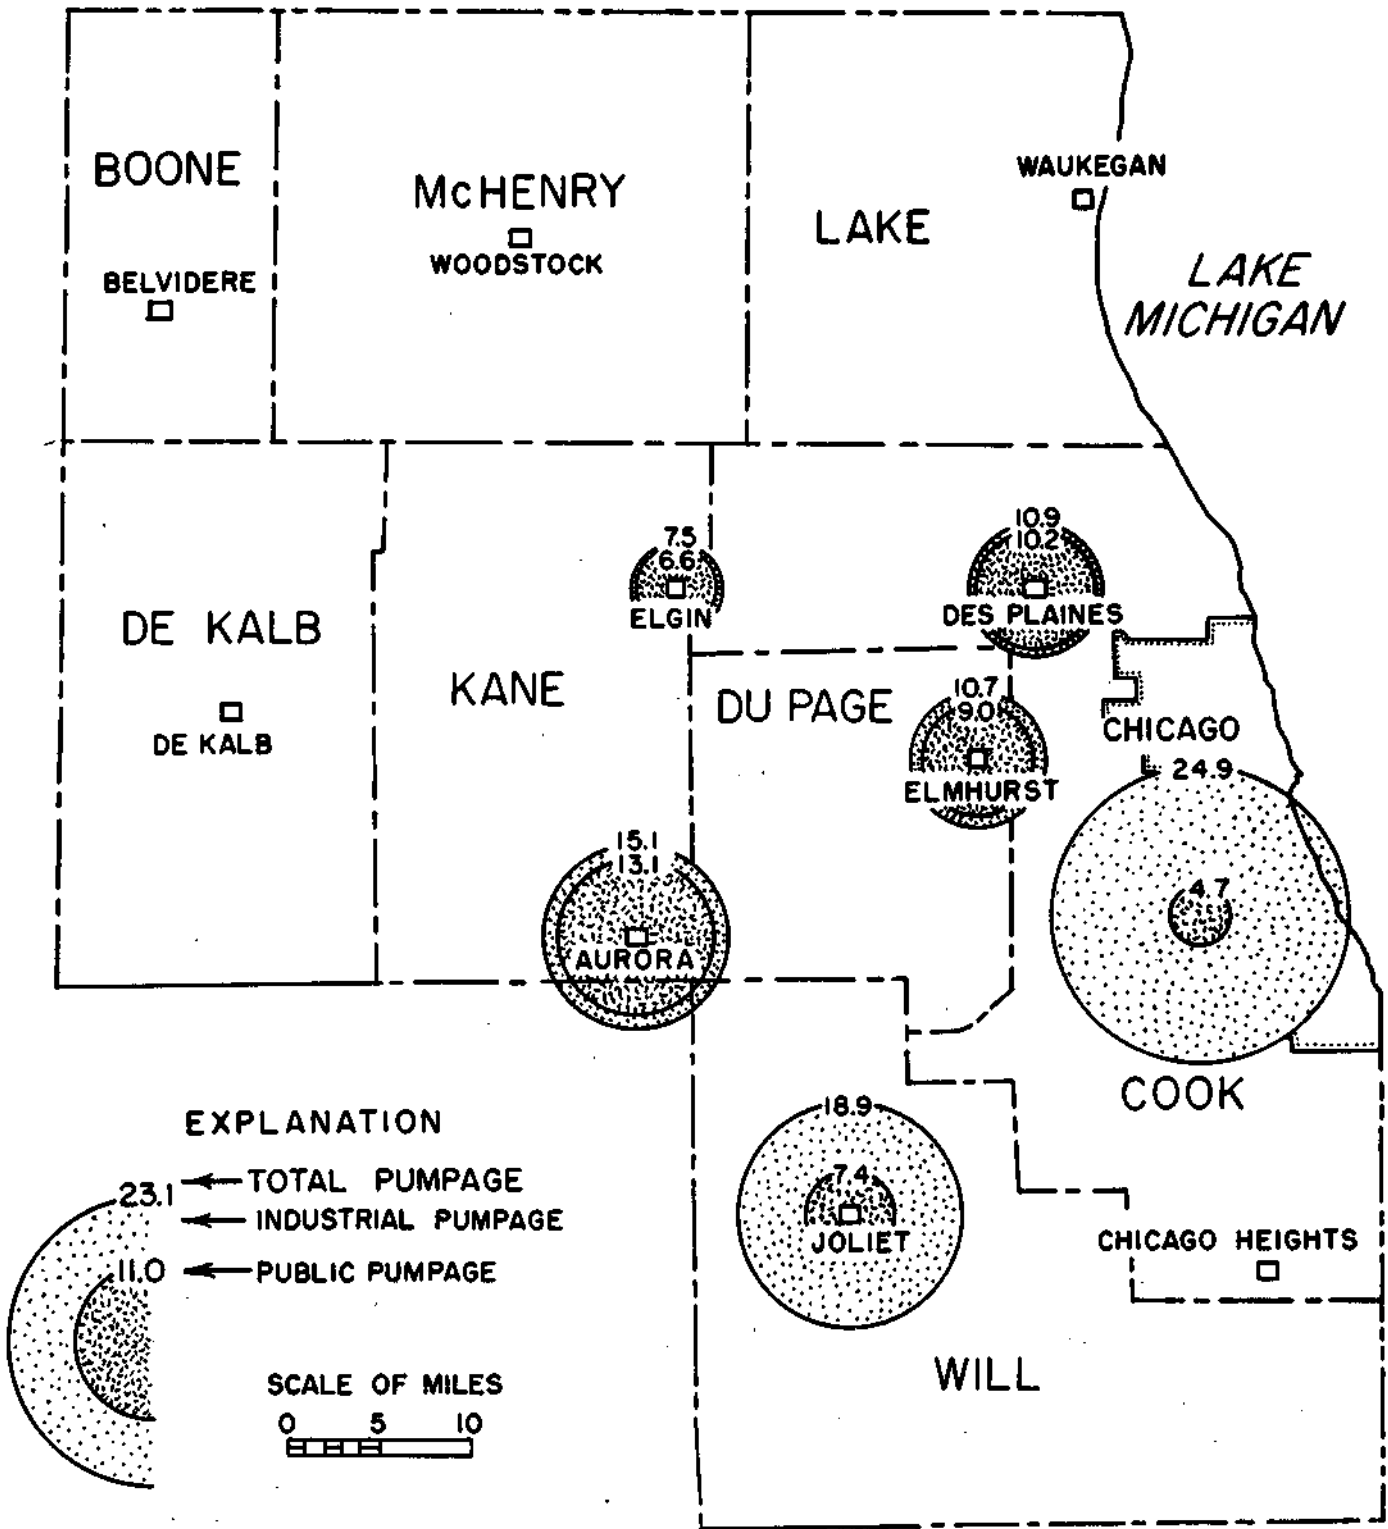 BOONE
McHENRY
LAKE
WAUKEGAN
BELVIDERE
WOODSTOCK
LAKE
MICHIGAN
7.5
6.6
ELGIN
10.9
10.2
DES PLAINES
DE KALB
DE KALB
KANE
DU PAGE
10.7
9.0
ELMHURST
CHICAGO
24.9
4.7
15.1
13.1
AURORA
COOK
18.9
7.4
JOLIET
CHICAGO HEIGHTS
WILL
EXPLANATION
TOTAL PUMPAGE
23.1
INDUSTRIAL PUMPAGE
11.0
PUBLIC PUMPAGE
SCALE OF MILES
0 5 10